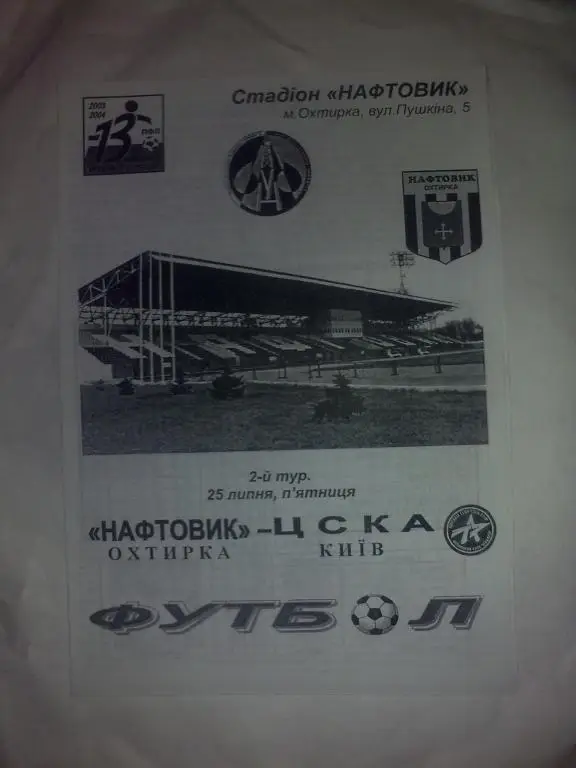 2003
2004
13
ПФЛ
Стадіон «НАФТОВИК»
м.Охтирка, вул.Пушкіна, 5
НАФТОВИК
ОХТИРКА
2-й тур.
25 липня, п'ятниця
«НАФТОВИК» – ЦСКА
ОХТИРКА КИЇВ
ФУТБОЛ